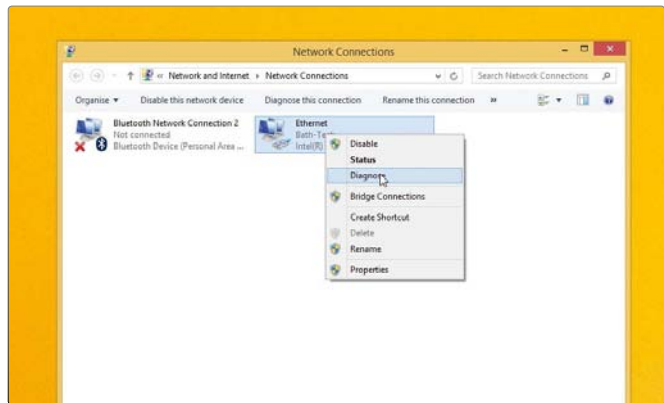 Network Connections
Network and Internet Network Connections
Search Network Connections
Organise Disable this network device Diagnose this connection Rename this connection
Bluetooth Network Connection 2
Not connected
Bluetooth Device (Personal Area ...
Ethernet
Intel(R)
Disable
Status
Diagnose
Bridge Connections
Create Shortcut
Delete
Rename
Properties